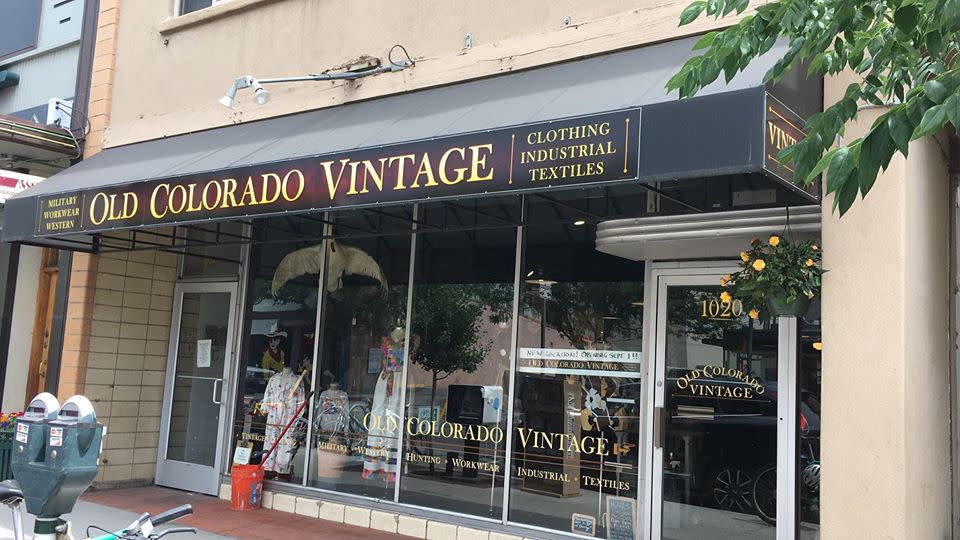 MILITARY
WORKWEAR
WESTERN
OLD COLORADO VINTAGE
CLOTHING
INDUSTRIAL
TEXTILES
1020
NEW LOCATION! OPENING SEPT 1!!
OLD COLORADO VINTAGE
OLD COLORADO
VINTAGE
OLD COLORADO VINTAGE
MILITARY • WESTERN
HUNTING • WORKWEAR
INDUSTRIAL • TEXTILES
VINTAGE